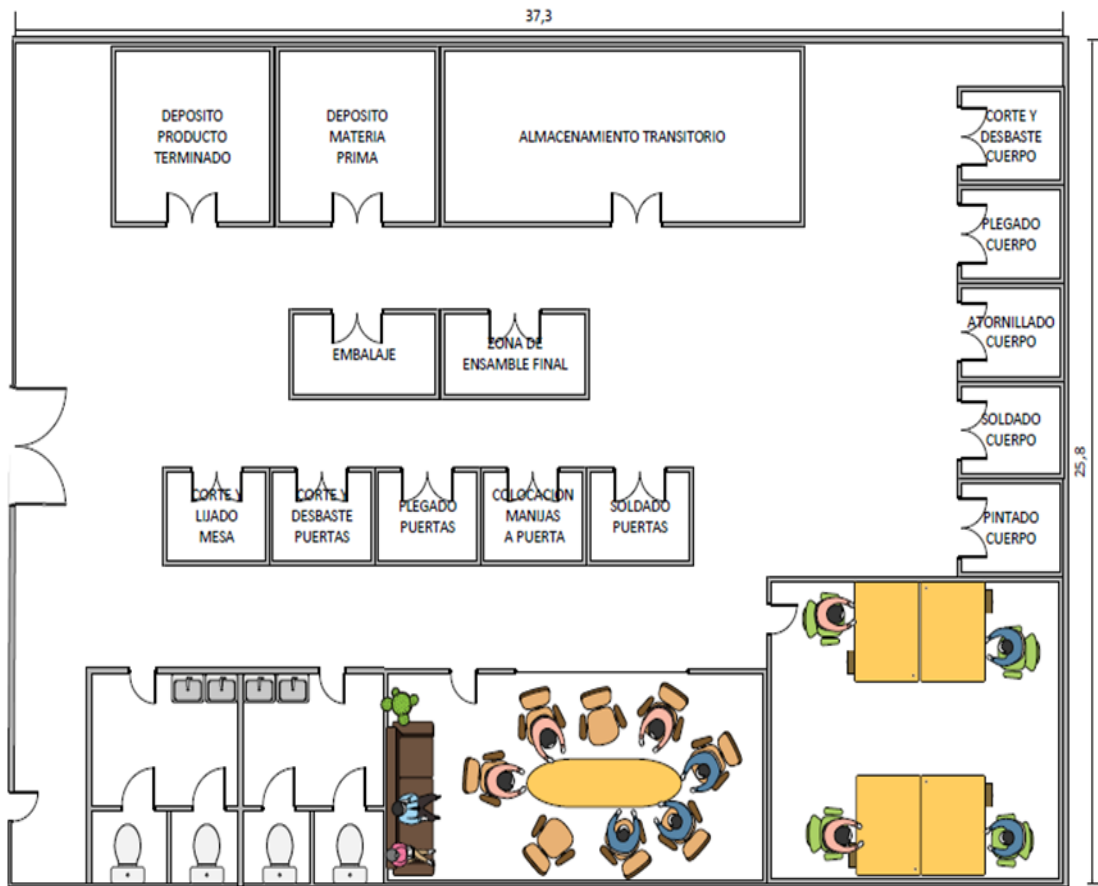 37,3
DEPOSITO
PRODUCTO
TERMINADO
DEPOSITO
MATERIA
PRIMA
ALMACENAMIENTO TRANSITORIO
CORTE Y
DESBASTE
CUERPO
PLEGADO
CUERPO
ATORNILLADO
CUERPO
SOLDADO
CUERPO
PINTADO
CUERPO
25,8
EMBALAJE
ZONA DE
ENSAMBLE FINAL
CORTE Y
LIJADO
MESA
CORTE Y
DESBASTE
PUERTAS
PLEGADO
PUERTAS
COLOCACION
MANIJAS
A PUERTA
SOLDADO
PUERTAS